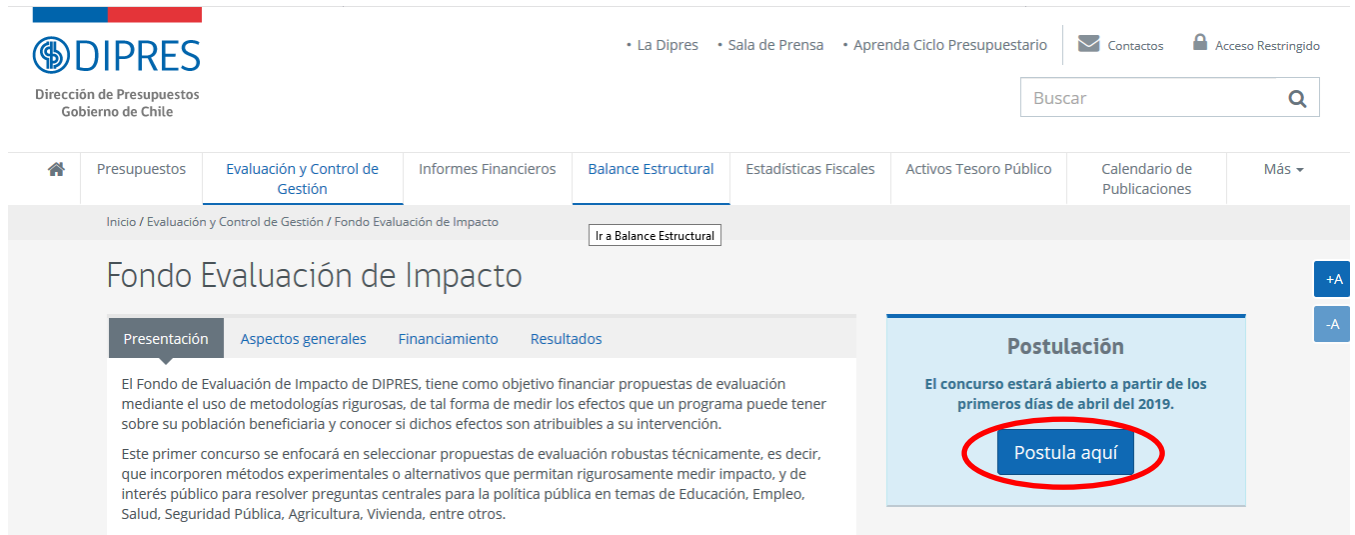 DIPRES
Dirección de Presupuestos
Gobierno de Chile
• La Dipres • Sala de Prensa • Aprenda Ciclo Presupuestario
Contactos
Acceso Restringido
Buscar
Presupuestos
Evaluación y Control de
Gestión
Informes Financieros
Balance Estructural
Estadísticas Fiscales
Activos Tesoro Público
Calendario de
Publicaciones
Más
Inicio / Evaluación y Control de Gestión / Fondo Evaluación de Impacto
Ir a Balance Estructural
Fondo Evaluación de Impacto
+A
-A
Presentación
Aspectos generales
Financiamiento
Resultados
El Fondo de Evaluación de Impacto de DIPRES, tiene como objetivo financiar propuestas de evaluación
mediante el uso de metodologías rigurosas, de tal forma de medir los efectos que un programa puede tener
sobre su población beneficiaria y conocer si dichos efectos son atribuibles a su intervención.
Este primer concurso se enfocará en seleccionar propuestas de evaluación robustas técnicamente, es decir,
que incorporen métodos experimentales o alternativos que permitan rigurosamente medir impacto, y de
interés público para resolver preguntas centrales para la política pública en temas de Educación, Empleo,
Salud, Seguridad Pública, Agricultura, Vivienda, entre otros.
Postulación
El concurso estará abierto a partir de los
primeros días de abril del 2019.
Postula aquí